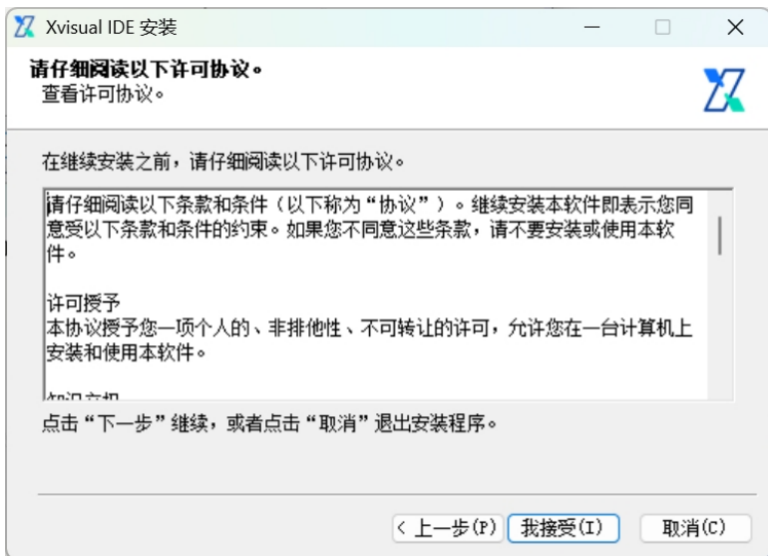 Xvisual IDE 安装
请仔细阅读以下许可协议。
查看许可协议。
在继续安装之前，请仔细阅读以下许可协议。
请仔细阅读以下条款和条件（以下称为“协议”）。继续安装本软件即表示您同
意受以下条款和条件的约束。如果您不同意这些条款，请不要安装或使用本软
件。
许可授予
本协议授予您一项个人的、非排他性、不可转让的许可，允许您在一台计算机上
安装和使用本软件。
点击“下一步”继续，或者点击“取消”退出安装程序。
< 上一步(P) 我接受(I) 取消(C)